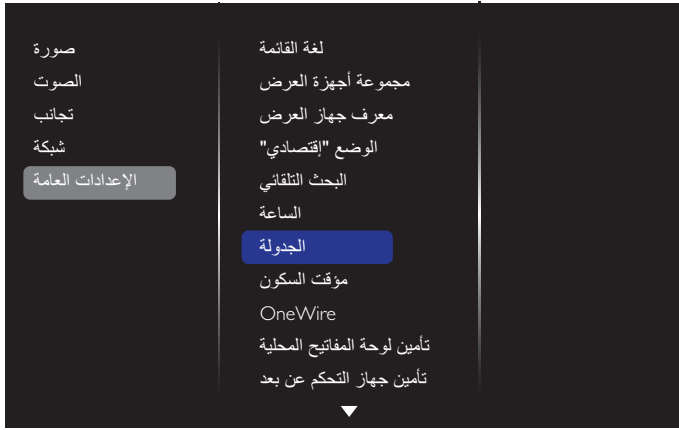 صورة
الصوت
تجانب
شبكة
الإعدادات العامة
لغة القائمة
مجموعة أجهزة العرض
معرف جهاز العرض
الوضع "إقتصادي"
البحث التلقائي
الساعة
الجدولة
مؤقت السكون
OneWire
تأمين لوحة المفاتيح المحلية
تأمين جهاز التحكم عن بعد